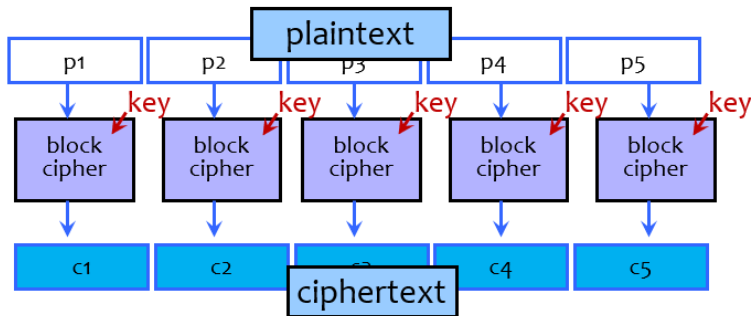 plaintext
p1 p2 p3 p4 p5
key key key key key
block block block block block
cipher cipher cipher cipher cipher
c1 c2 c3 c4 c5
ciphertext